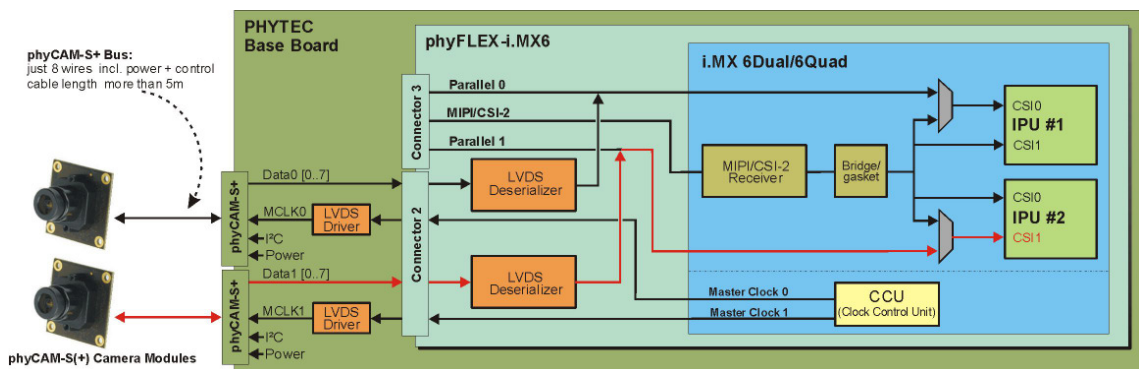 PHYTEC
Base Board
phyFLEX-i.MX6
i.MX 6Dual/6Quad
phyCAM-S+ Bus:
just 8 wires incl. power + control
cable length more than 5m
Connector 3
Parallel 0
MIPI/CSI-2
Parallel 1
MIPI/CSI-2
Receiver
Bridge/
gasket
CSI0
IPU #1
CSI1
CSI0
IPU #2
CSI1
phyCAM-S+
Data0 [0..7]
MCLK0
LVDS
Driver
I²C
Power
Connector 2
LVDS
Deserializer
phyCAM-S+
Data1 [0..7]
MCLK1
LVDS
Driver
I²C
Power
LVDS
Deserializer
Master Clock 0
Master Clock 1
CCU
(Clock Control Unit)
phyCAM-S(+) Camera Modules